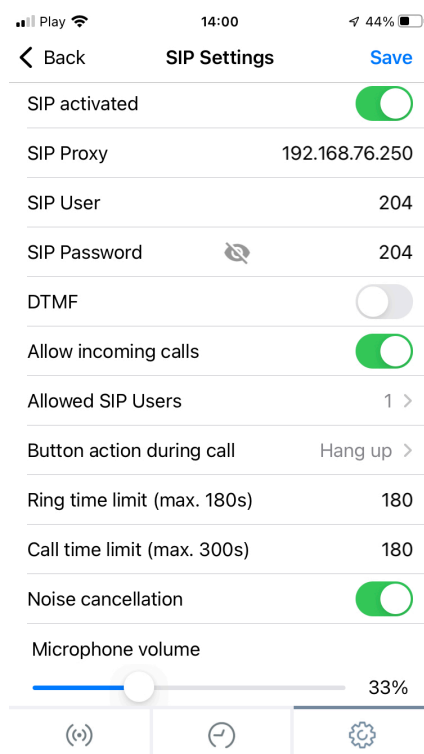 Play 14:00 44%
Back SIP Settings Save
SIP activated
SIP Proxy 192.168.76.250
SIP User 204
SIP Password 204
DTMF
Allow incoming calls
Allowed SIP Users 1
Button action during call Hang up
Ring time limit (max. 180s) 180
Call time limit (max. 300s) 180
Noise cancellation
Microphone volume
33%